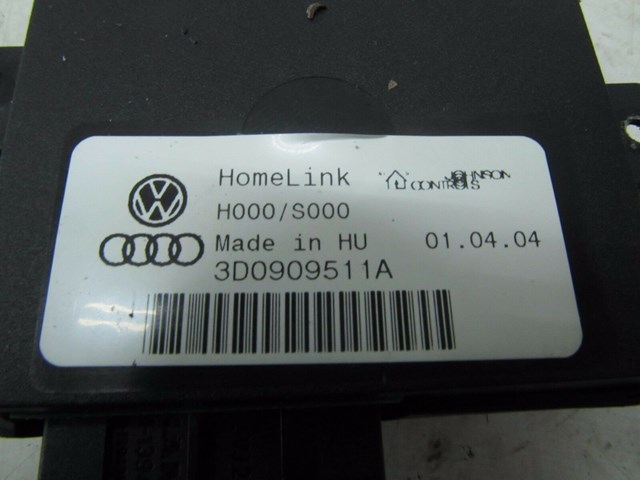 HomeLink JOHNSON CONTROLS
H000/S000
Made in HU 01.04.04
3D0909511A